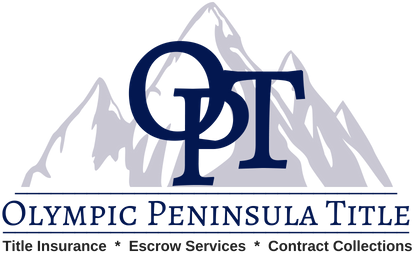 OPT
OLYMPIC PENINSULA TITLE
Title Insurance * Escrow Services * Contract Collections